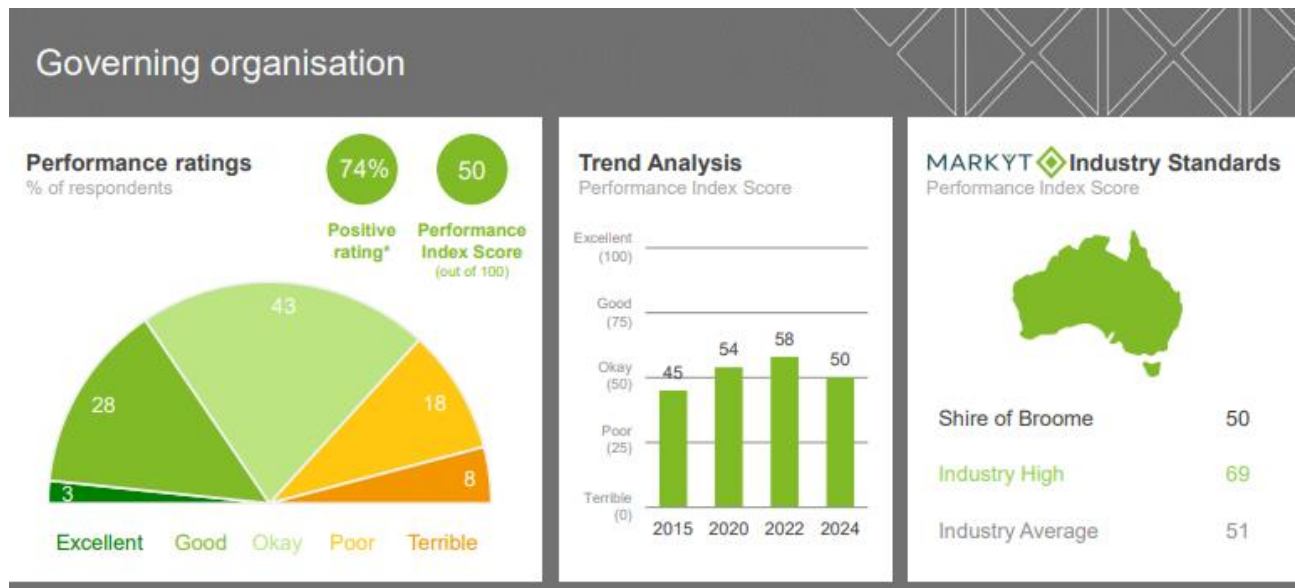 Governing organisation
Performance ratings
% of respondents
74%
50
Positive
rating*
Performance
Index Score
(out of 100)
3
28
43
18
8
Excellent Good Okay Poor Terrible
Trend Analysis
Performance Index Score
Excellent
(100)
Good
(75)
Okay
(50)
Poor
(25)
Terrible
(0)
45
54
58
50
2015 2020 2022 2024
MARKYT Industry Standards
Performance Index Score
Shire of Broome 50
Industry High 69
Industry Average 51